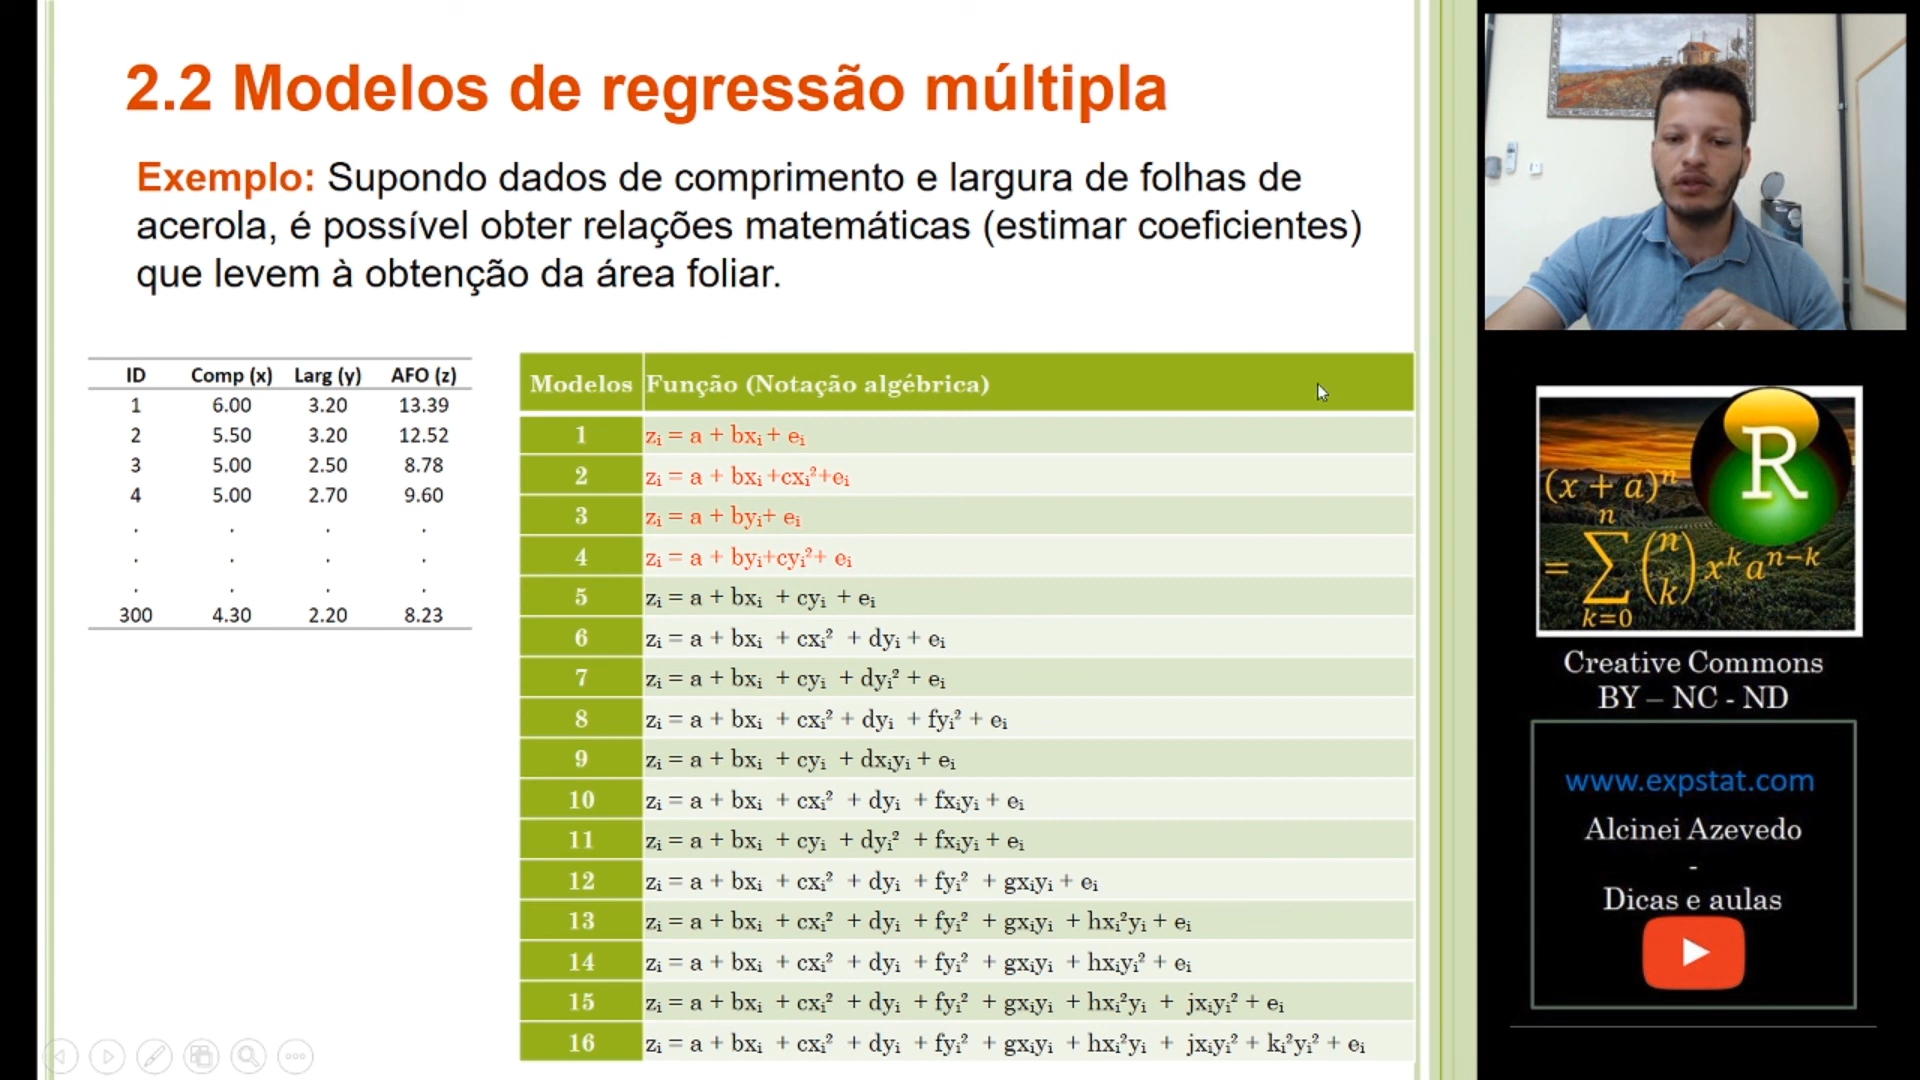 2.2 Modelos de regressão múltipla
Exemplo: Supondo dados de comprimento e largura de folhas de
acerola, é possível obter relações matemáticas (estimar coeficientes)
que levem à obtenção da área foliar.
ID Comp (x) Larg (y) AFO (z)
1 6.00 3.20 13.39
2 5.50 3.20 12.52
3 5.00 2.50 8.78
4 5.00 2.70 9.60
. . . .
. . . .
. . . .
300 4.30 2.20 8.23
Modelos Função (Notação algébrica)
1 zᵢ = a + bxᵢ + eᵢ
2 zᵢ = a + bxᵢ +cxᵢ²+eᵢ
3 zᵢ = a + byᵢ+ eᵢ
4 zᵢ = a + byᵢ+cyᵢ²+ eᵢ
5 zᵢ = a + bxᵢ + cyᵢ + eᵢ
6 zᵢ = a + bxᵢ + cxᵢ² + dyᵢ + eᵢ
7 zᵢ = a + bxᵢ + cyᵢ + dyᵢ² + eᵢ
8 zᵢ = a + bxᵢ + cxᵢ² + dyᵢ + fyᵢ² + eᵢ
9 zᵢ = a + bxᵢ + cyᵢ + dxᵢyᵢ + eᵢ
10 zᵢ = a + bxᵢ + cxᵢ² + dyᵢ + fxᵢyᵢ + eᵢ
11 zᵢ = a + bxᵢ + cyᵢ + dyᵢ² + fxᵢyᵢ + eᵢ
12 zᵢ = a + bxᵢ + cxᵢ² + dyᵢ + fyᵢ² + gxᵢyᵢ + eᵢ
13 zᵢ = a + bxᵢ + cxᵢ² + dyᵢ + fyᵢ² + gxᵢyᵢ + hxᵢ²yᵢ + eᵢ
14 zᵢ = a + bxᵢ + cxᵢ² + dyᵢ + fyᵢ² + gxᵢyᵢ + hxᵢyᵢ² + eᵢ
15 zᵢ = a + bxᵢ + cxᵢ² + dyᵢ + fyᵢ² + gxᵢyᵢ + hxᵢ²yᵢ + jxᵢyᵢ² + eᵢ
16 zᵢ = a + bxᵢ + cxᵢ² + dyᵢ + fyᵢ² + gxᵢyᵢ + hxᵢ²yᵢ + jxᵢyᵢ² + kᵢ²yᵢ² + eᵢ
R
(x + a)ⁿ
n
= ∑ (n k) xᵏ aⁿ⁻ᵏ
k=0
Creative Commons
BY – NC - ND
www.expstat.com
Alcinei Azevedo
-
Dicas e aulas